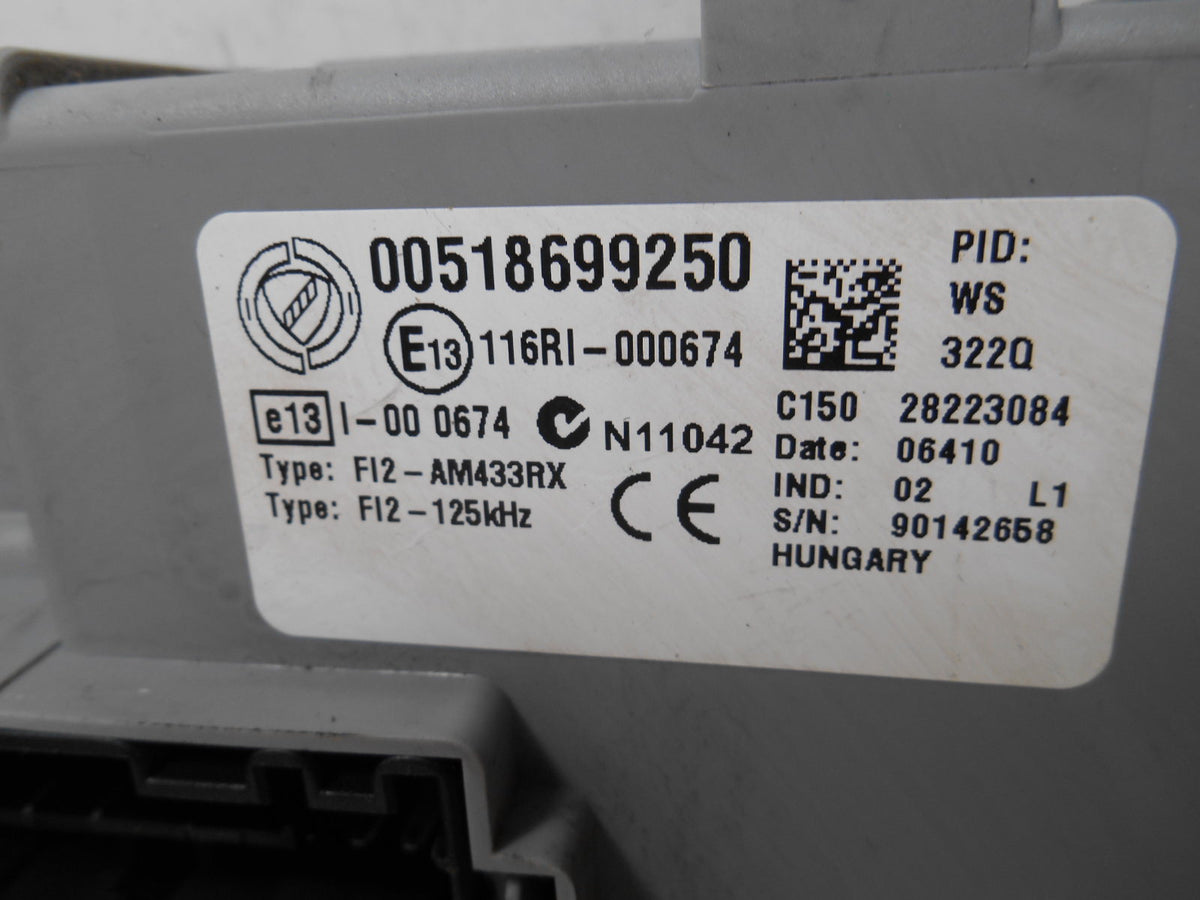 00518699250
E13 116RI-000674
e13 I-00 0674 N11042
Type: FI2-AM433RX
Type: FI2-125kHz
PID:
WS
322Q
C150 28223084
Date: 06410
IND: 02 L1
S/N: 90142658
HUNGARY
CE